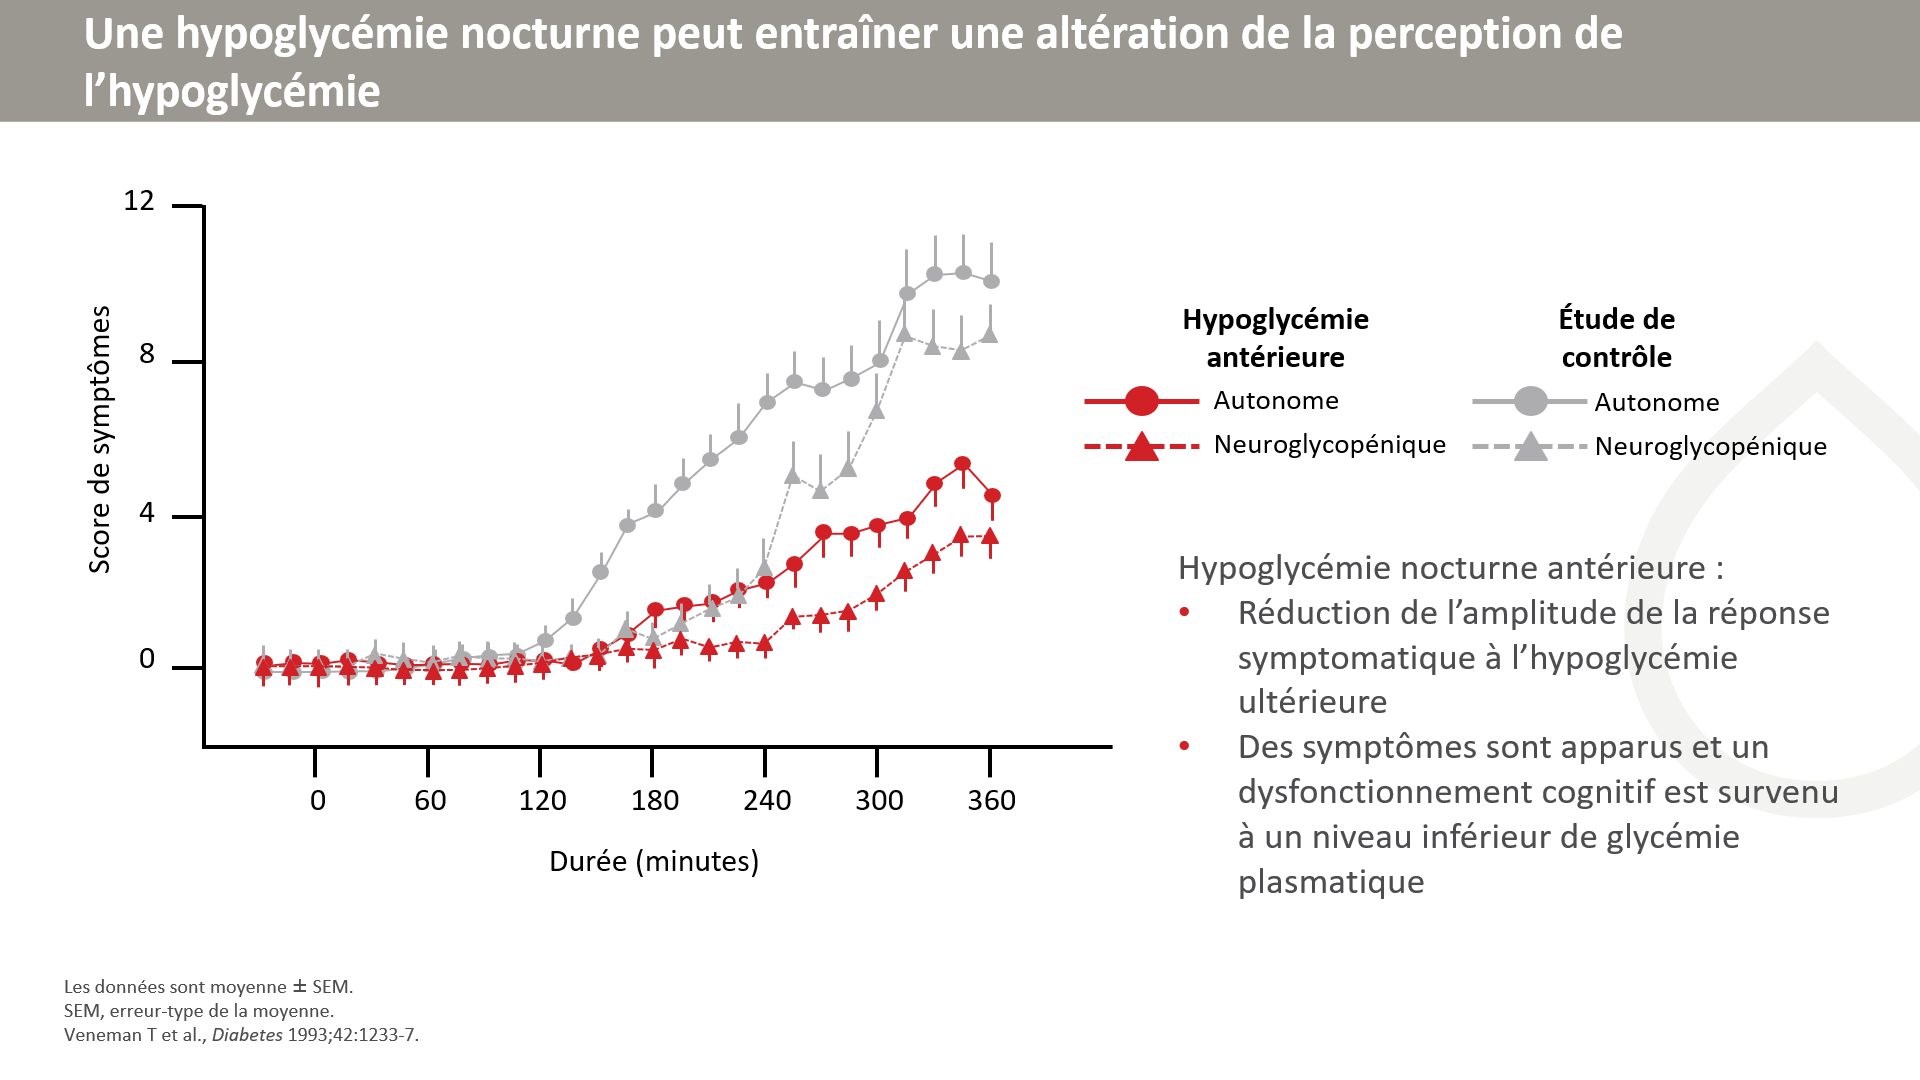 Une hypoglycémie nocturne peut entraîner une altération de la perception de
l’hypoglycémie
12
8
4
0
Score de symptômes
0 60 120 180 240 300 360
Durée (minutes)
Hypoglycémie
antérieure
Autonome
Neuroglycopénique
Étude de
contrôle
Autonome
Neuroglycopénique
Hypoglycémie nocturne antérieure :
• Réduction de l’amplitude de la réponse
symptomatique à l’hypoglycémie
ultérieure
• Des symptômes sont apparus et un
dysfonctionnement cognitif est survenu
à un niveau inférieur de glycémie
plasmatique
Les données sont moyenne ± SEM.
SEM, erreur-type de la moyenne.
Veneman T et al., Diabetes 1993;42:1233-7.